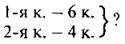 1-я к. – 6 к.
2-я к. – 4 к. } ?